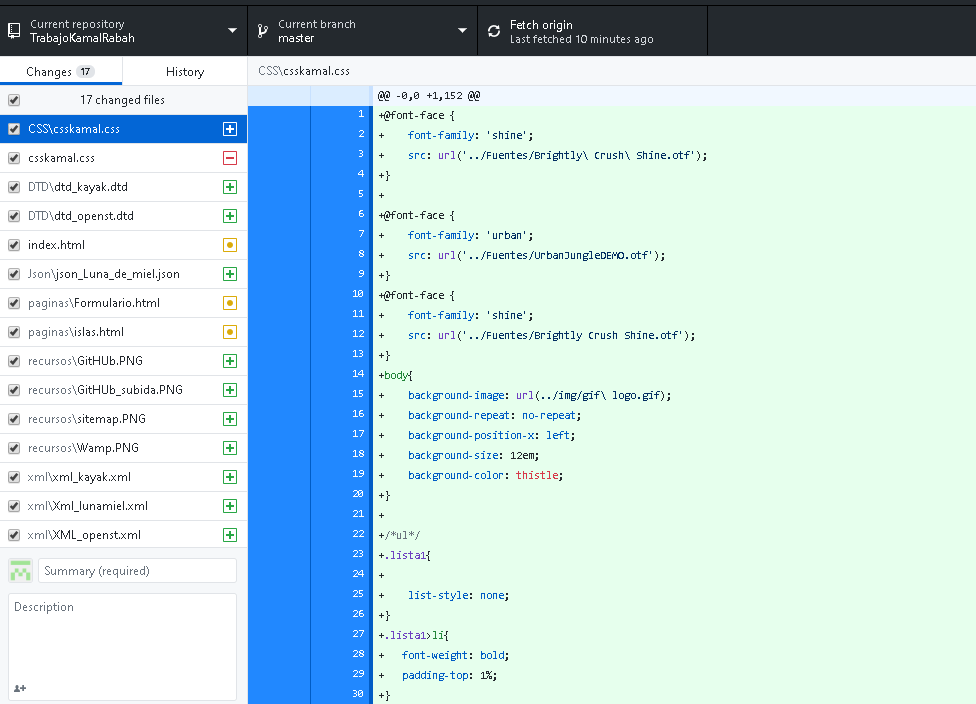 Current repository
TrabajoKamalRabah
Current branch
master
Fetch origin
Last fetched 10 minutes ago
Changes 17
History
CSS\csskamal.css
17 changed files
CSS\csskamal.css
csskamal.css
DTD\dtd_kayak.dtd
DTD\dtd_openst.dtd
index.html
Json\json_Luna_de_miel.json
paginas\Formulario.html
paginas\islas.html
recursos\GitHUb.PNG
recursos\GitHUb_subida.PNG
recursos\sitemap.PNG
recursos\Wamp.PNG
xml\xml_kayak.xml
xml\Xml_lunamiel.xml
xml\XML_openst.xml
Summary (required)
Description
@@ -0,0 +1,152 @@
1 +@font-face {
2 +    font-family: 'shine';
3 +    src: url('../Fuentes/Brightly\ Crush\ Shine.otf');
4 +}
5 +
6 +@font-face {
7 +    font-family: 'urban';
8 +    src: url('../Fuentes/UrbanJungleDEMO.otf');
9 +}
10 +@font-face {
11 +    font-family: 'shine';
12 +    src: url('../Fuentes/Brightly Crush Shine.otf');
13 +}
14 +body{
15 +    background-image: url(../img/gif\ logo.gif);
16 +    background-repeat: no-repeat;
17 +    background-position-x: left;
18 +    background-size: 12em;
19 +    background-color: thistle;
20 +}
21 +
22 +/*ul*/
23 +.lista1{
24 +
25 +    list-style: none;
26 +}
27 +.lista1>li{
28 +   font-weight: bold;
29 +   padding-top: 1%;
30 +}